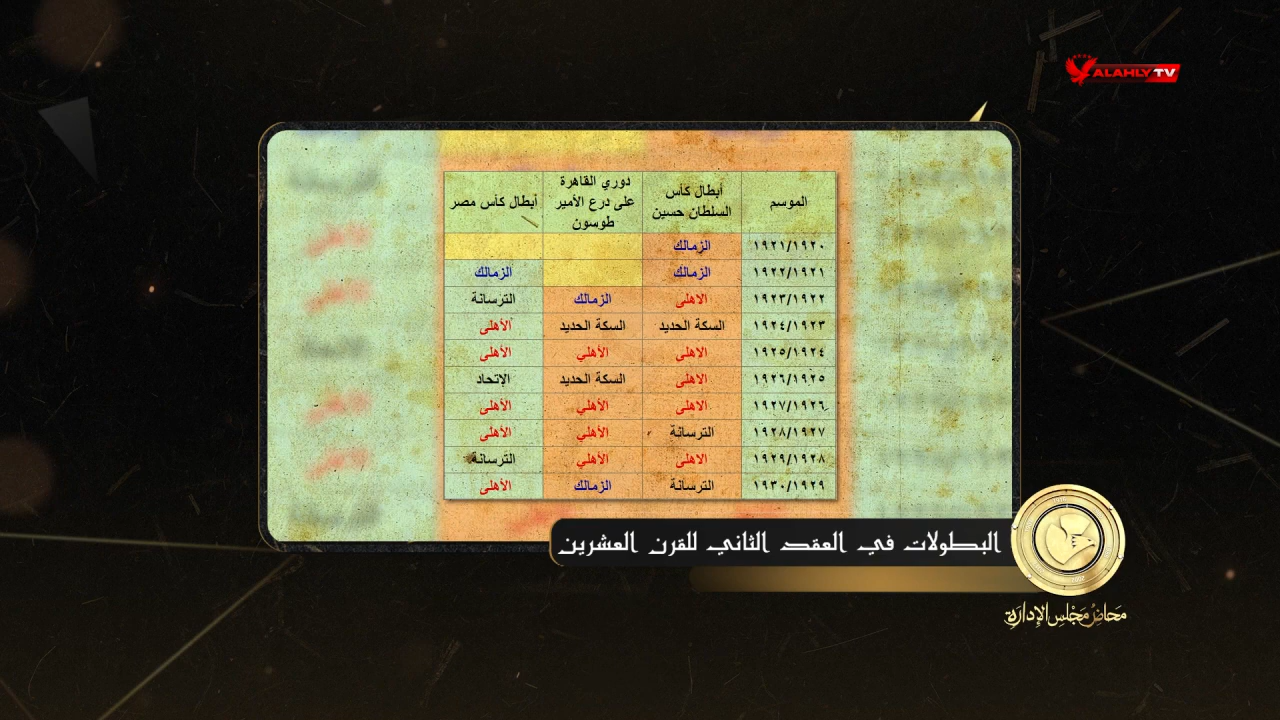 ALAHLY TV
الموسم
أبطال كأس
السلطان حسين
دوري القاهرة
على درع الأمير
طوسون
أبطال كأس مصر
١٩٢١/١٩٢٠ الزمالك
١٩٢٢/١٩٢١ الزمالك الزمالك
١٩٢٣/١٩٢٢ الاهلى الزمالك الترسانة
١٩٢٤/١٩٢٣ السكة الحديد السكة الحديد الأهلى
١٩٢٥/١٩٢٤ الاهلى الأهلي الأهلى
١٩٢٦/١٩٢٥ الاهلى السكة الحديد الإتحاد
١٩٢٧/١٩٢٦ الاهلى الأهلي الأهلى
١٩٢٨/١٩٢٧ الترسانة الأهلي الأهلى
١٩٢٩/١٩٢٨ الاهلى الأهلي الترسانة
١٩٣٠/١٩٢٩ الترسانة الزمالك الأهلى
البطولات في العقد الثاني للقرن العشرين
محاضر مجلس الإدارة